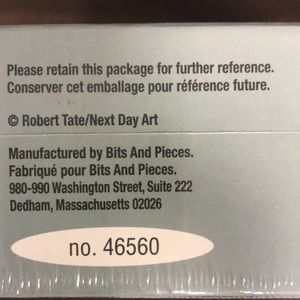 Please retain this package for further reference.
Conserver cet emballage pour référence future.
© Robert Tate/Next Day Art
Manufactured by Bits And Pieces.
Fabriqué pour Bits And Pieces.
980-990 Washington Street, Suite 222
Dedham, Massachusetts 02026
no. 46560